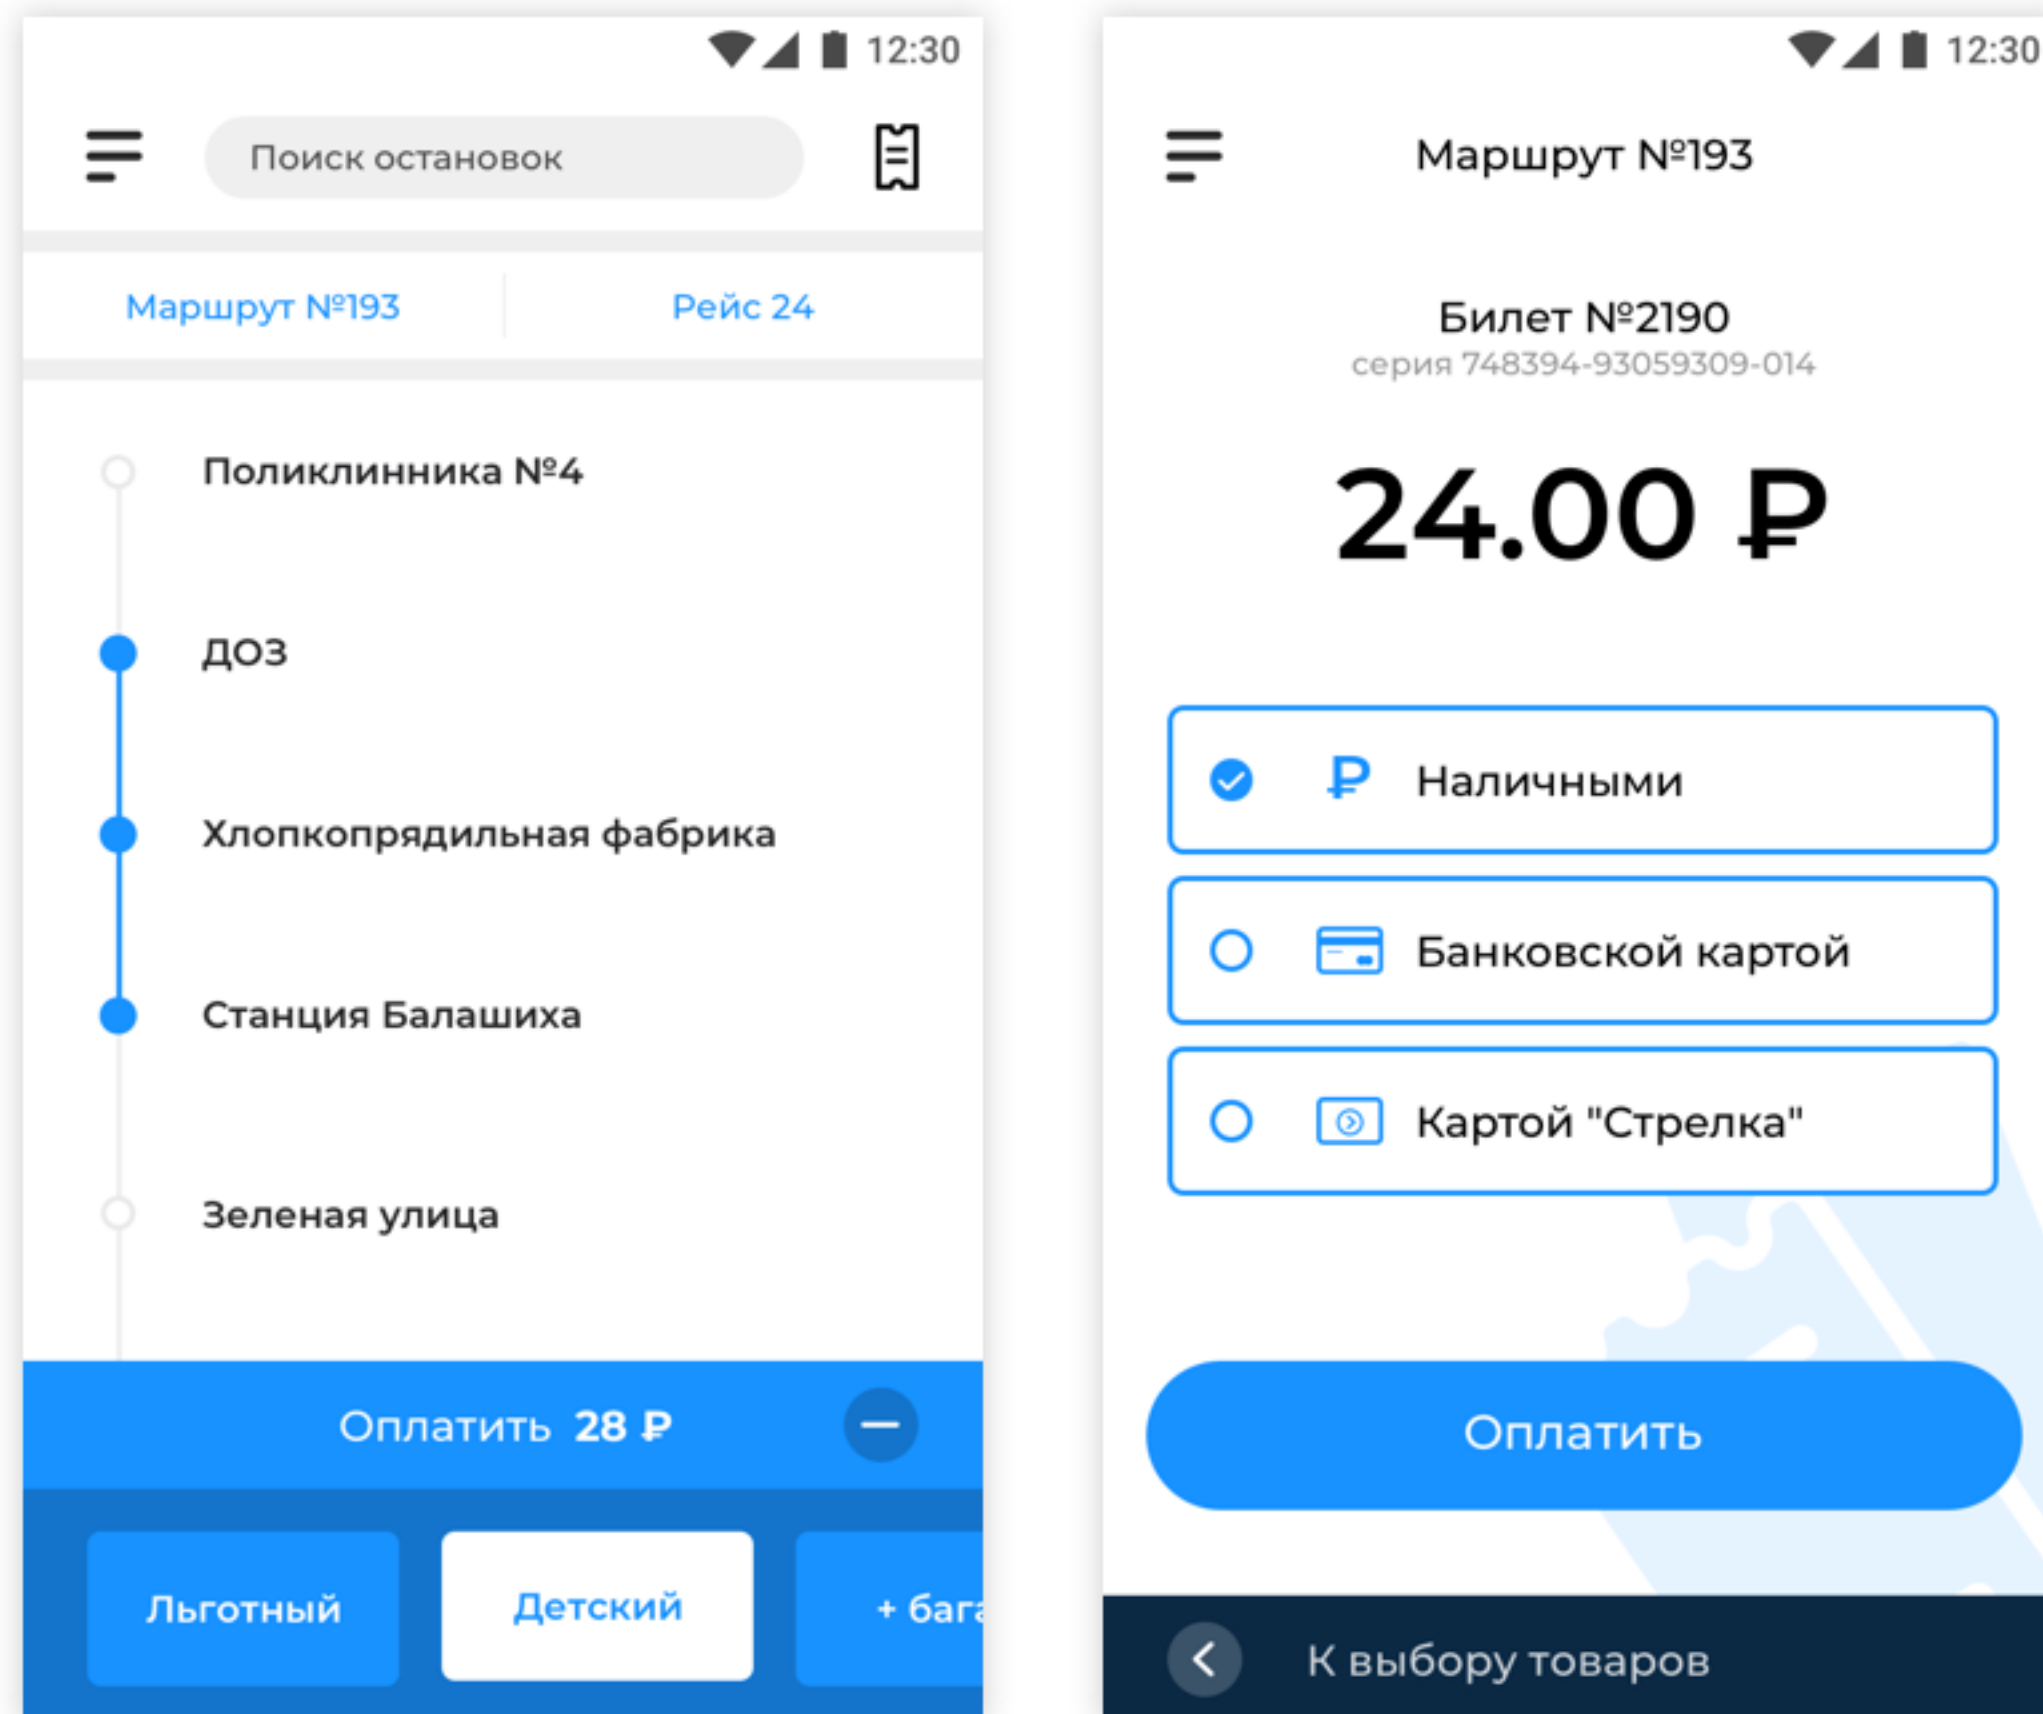 12:30
Поиск остановок
Маршрут №193
Рейс 24
Поликлинника №4
ДОЗ
Хлопкопрядильная фабрика
Станция Балашиха
Зеленая улица
Оплатить 28 ₽
Льготный
Детский
+ бага
12:30
Маршрут №193
Билет №2190
серия 748394-93059309-014
24.00 ₽
₽ Наличными
Банковской картой
Картой "Стрелка"
Оплатить
К выбору товаров